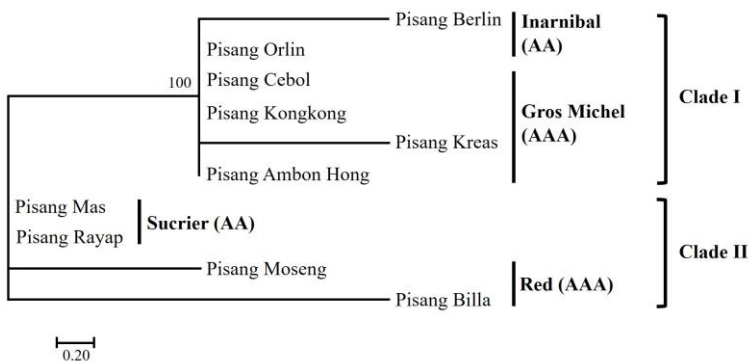 Pisang Berlin
Inarnibal
(AA)
Pisang Orlin
Pisang Cebol
100
Clade I
Pisang Kongkong
Gros Michel
(AAA)
Pisang Kreas
Pisang Ambon Hong
Pisang Mas
Sucrier (AA)
Pisang Rayap
Clade II
Pisang Moseng
Red (AAA)
Pisang Billa
0.20